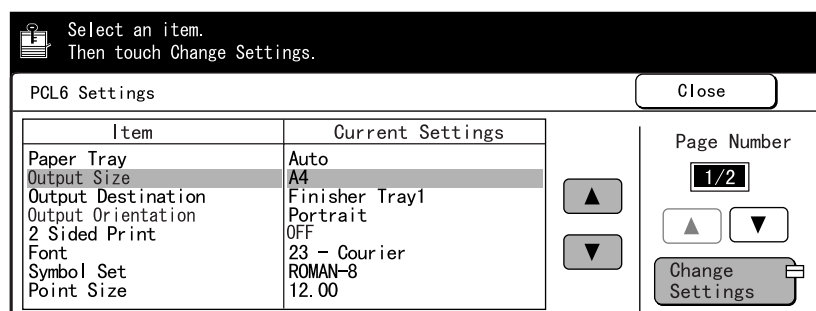 Select an item.
Then touch Change Settings.
PCL6 Settings
Close
Item Current Settings
Paper Tray Auto
Output Size A4
Output Destination Finisher Tray1
Output Orientation Portrait
2 Sided Print OFF
Font 23 – Courier
Symbol Set ROMAN–8
Point Size 12.00
Page Number
1/2
Change
Settings